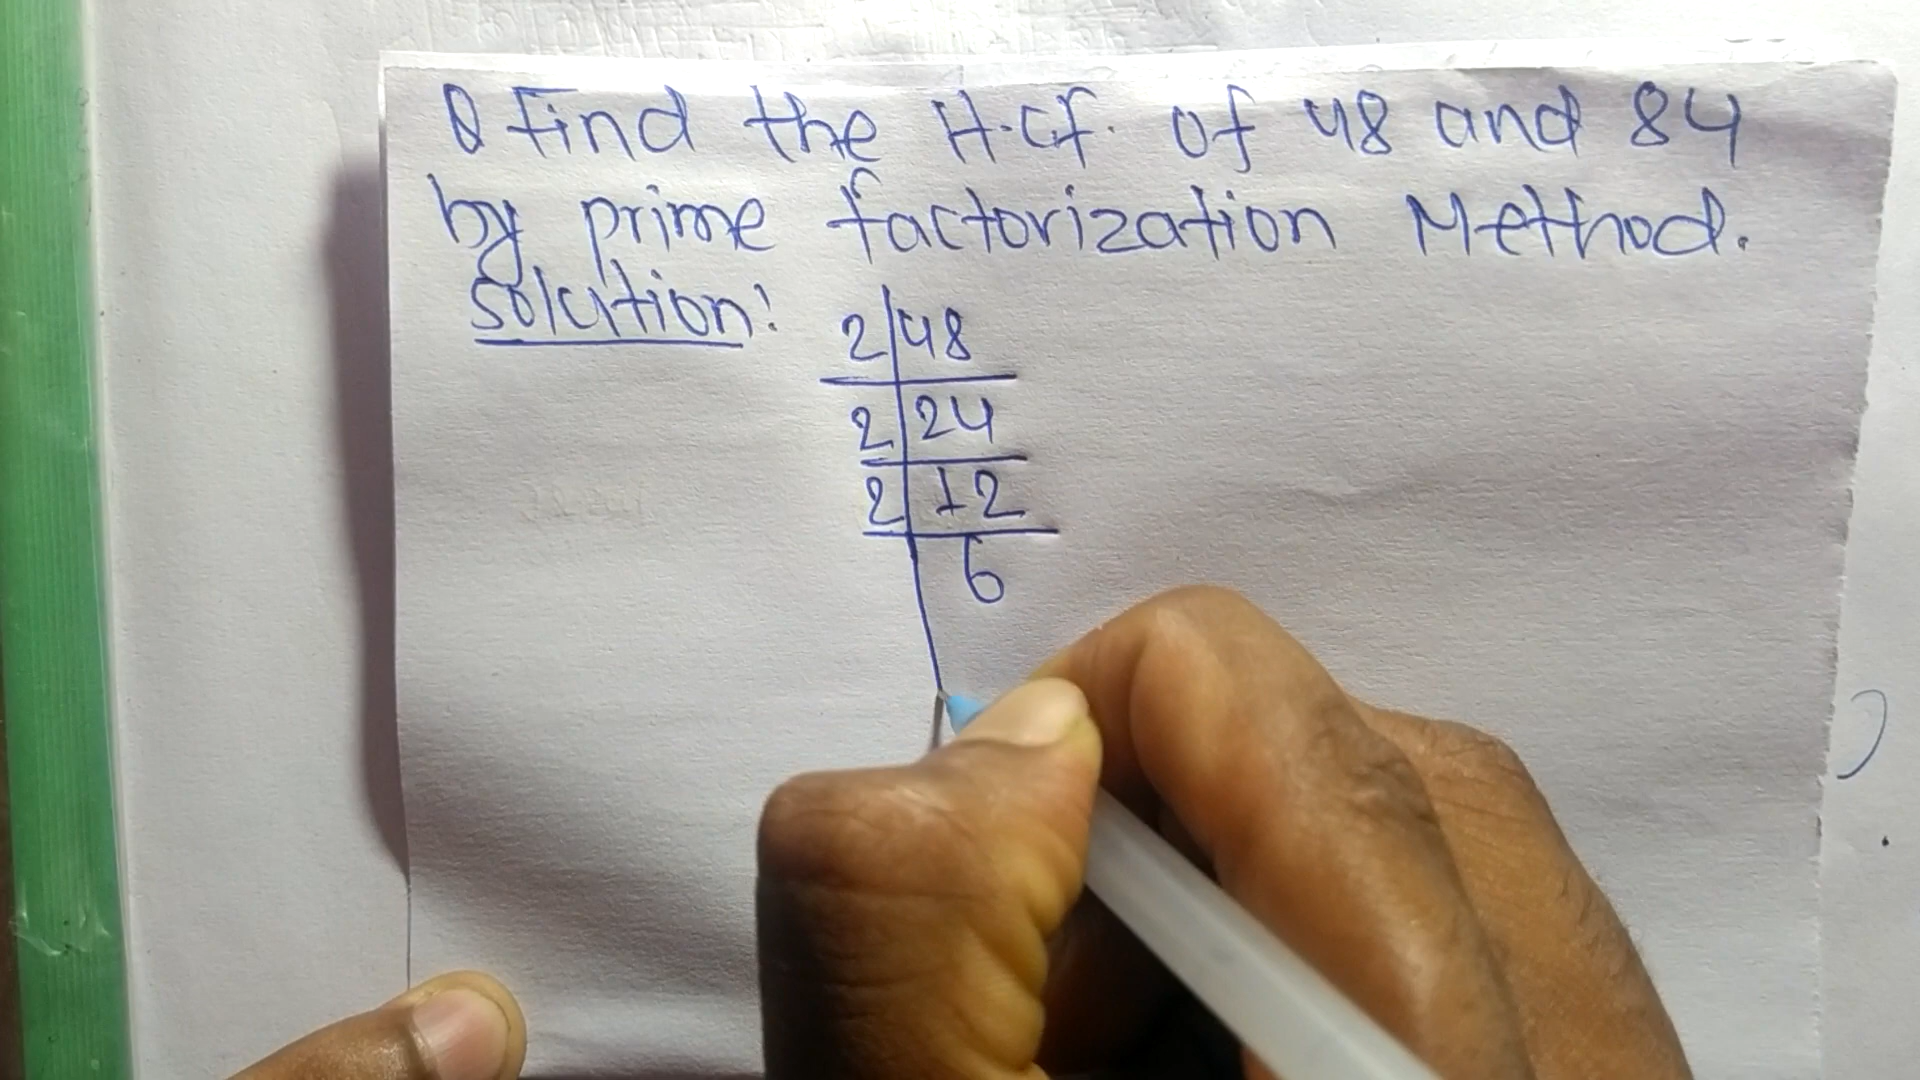 Q Find the H.C.F. of 48 and 84
by prime factorization Method.
Solution:
2 48
2 24
2 12
6